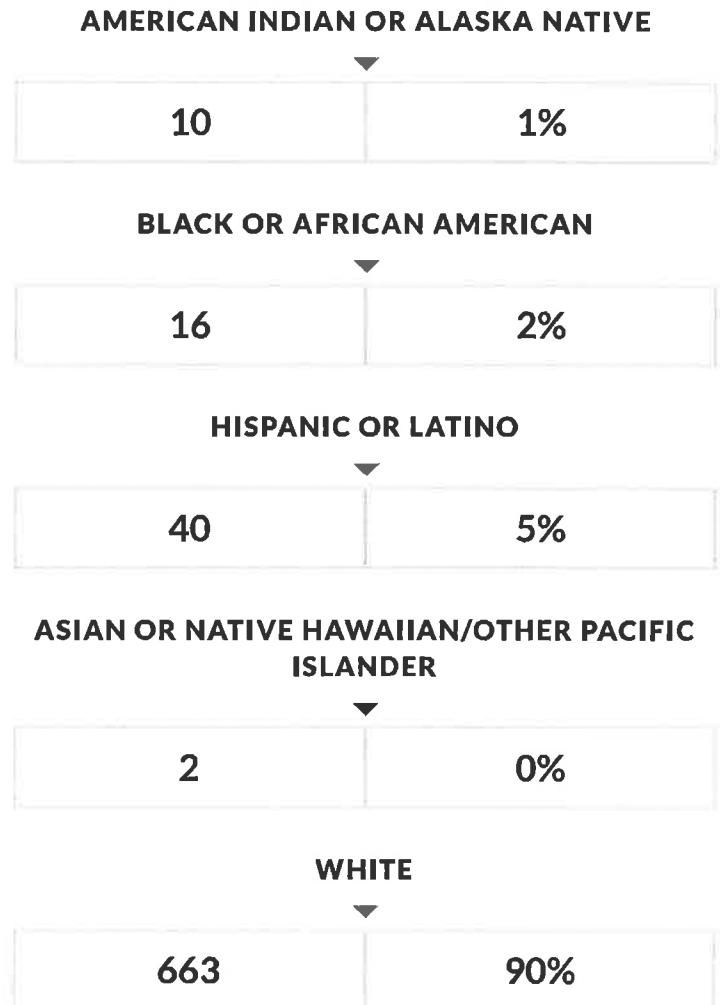 AMERICAN INDIAN OR ALASKA NATIVE
10 1%
BLACK OR AFRICAN AMERICAN
16 2%
HISPANIC OR LATINO
40 5%
ASIAN OR NATIVE HAWAIIAN/OTHER PACIFIC
ISLANDER
2 0%
WHITE
663 90%